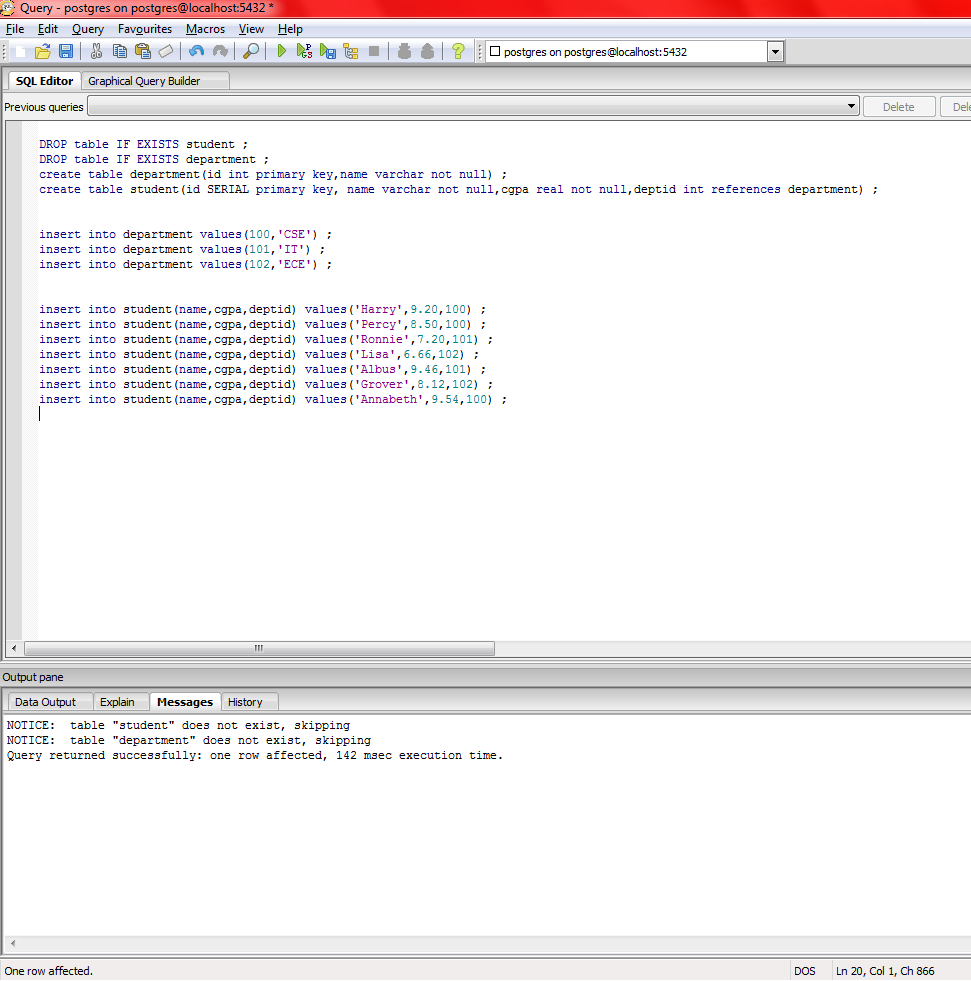 Query - postgres on postgres@localhost:5432 *
File Edit Query Favourites Macros View Help
postgres on postgres@localhost:5432
SQL Editor Graphical Query Builder
Previous queries Delete
DROP table IF EXISTS student ;
DROP table IF EXISTS department ;
create table department(id int primary key,name varchar not null) ;
create table student(id SERIAL primary key, name varchar not null,cgpa real not null,deptid int references department) ;
insert into department values(100,'CSE') ;
insert into department values(101,'IT') ;
insert into department values(102,'ECE') ;
insert into student(name,cgpa,deptid) values('Harry',9.20,100) ;
insert into student(name,cgpa,deptid) values('Percy',8.50,100) ;
insert into student(name,cgpa,deptid) values('Ronnie',7.20,101) ;
insert into student(name,cgpa,deptid) values('Lisa',6.66,102) ;
insert into student(name,cgpa,deptid) values('Albus',9.46,101) ;
insert into student(name,cgpa,deptid) values('Grover',8.12,102) ;
insert into student(name,cgpa,deptid) values('Annabeth',9.54,100) ;
Output pane
Data Output Explain Messages History
NOTICE:  table "student" does not exist, skipping
NOTICE:  table "department" does not exist, skipping
Query returned successfully: one row affected, 142 msec execution time.
One row affected. DOS Ln 20, Col 1, Ch 866